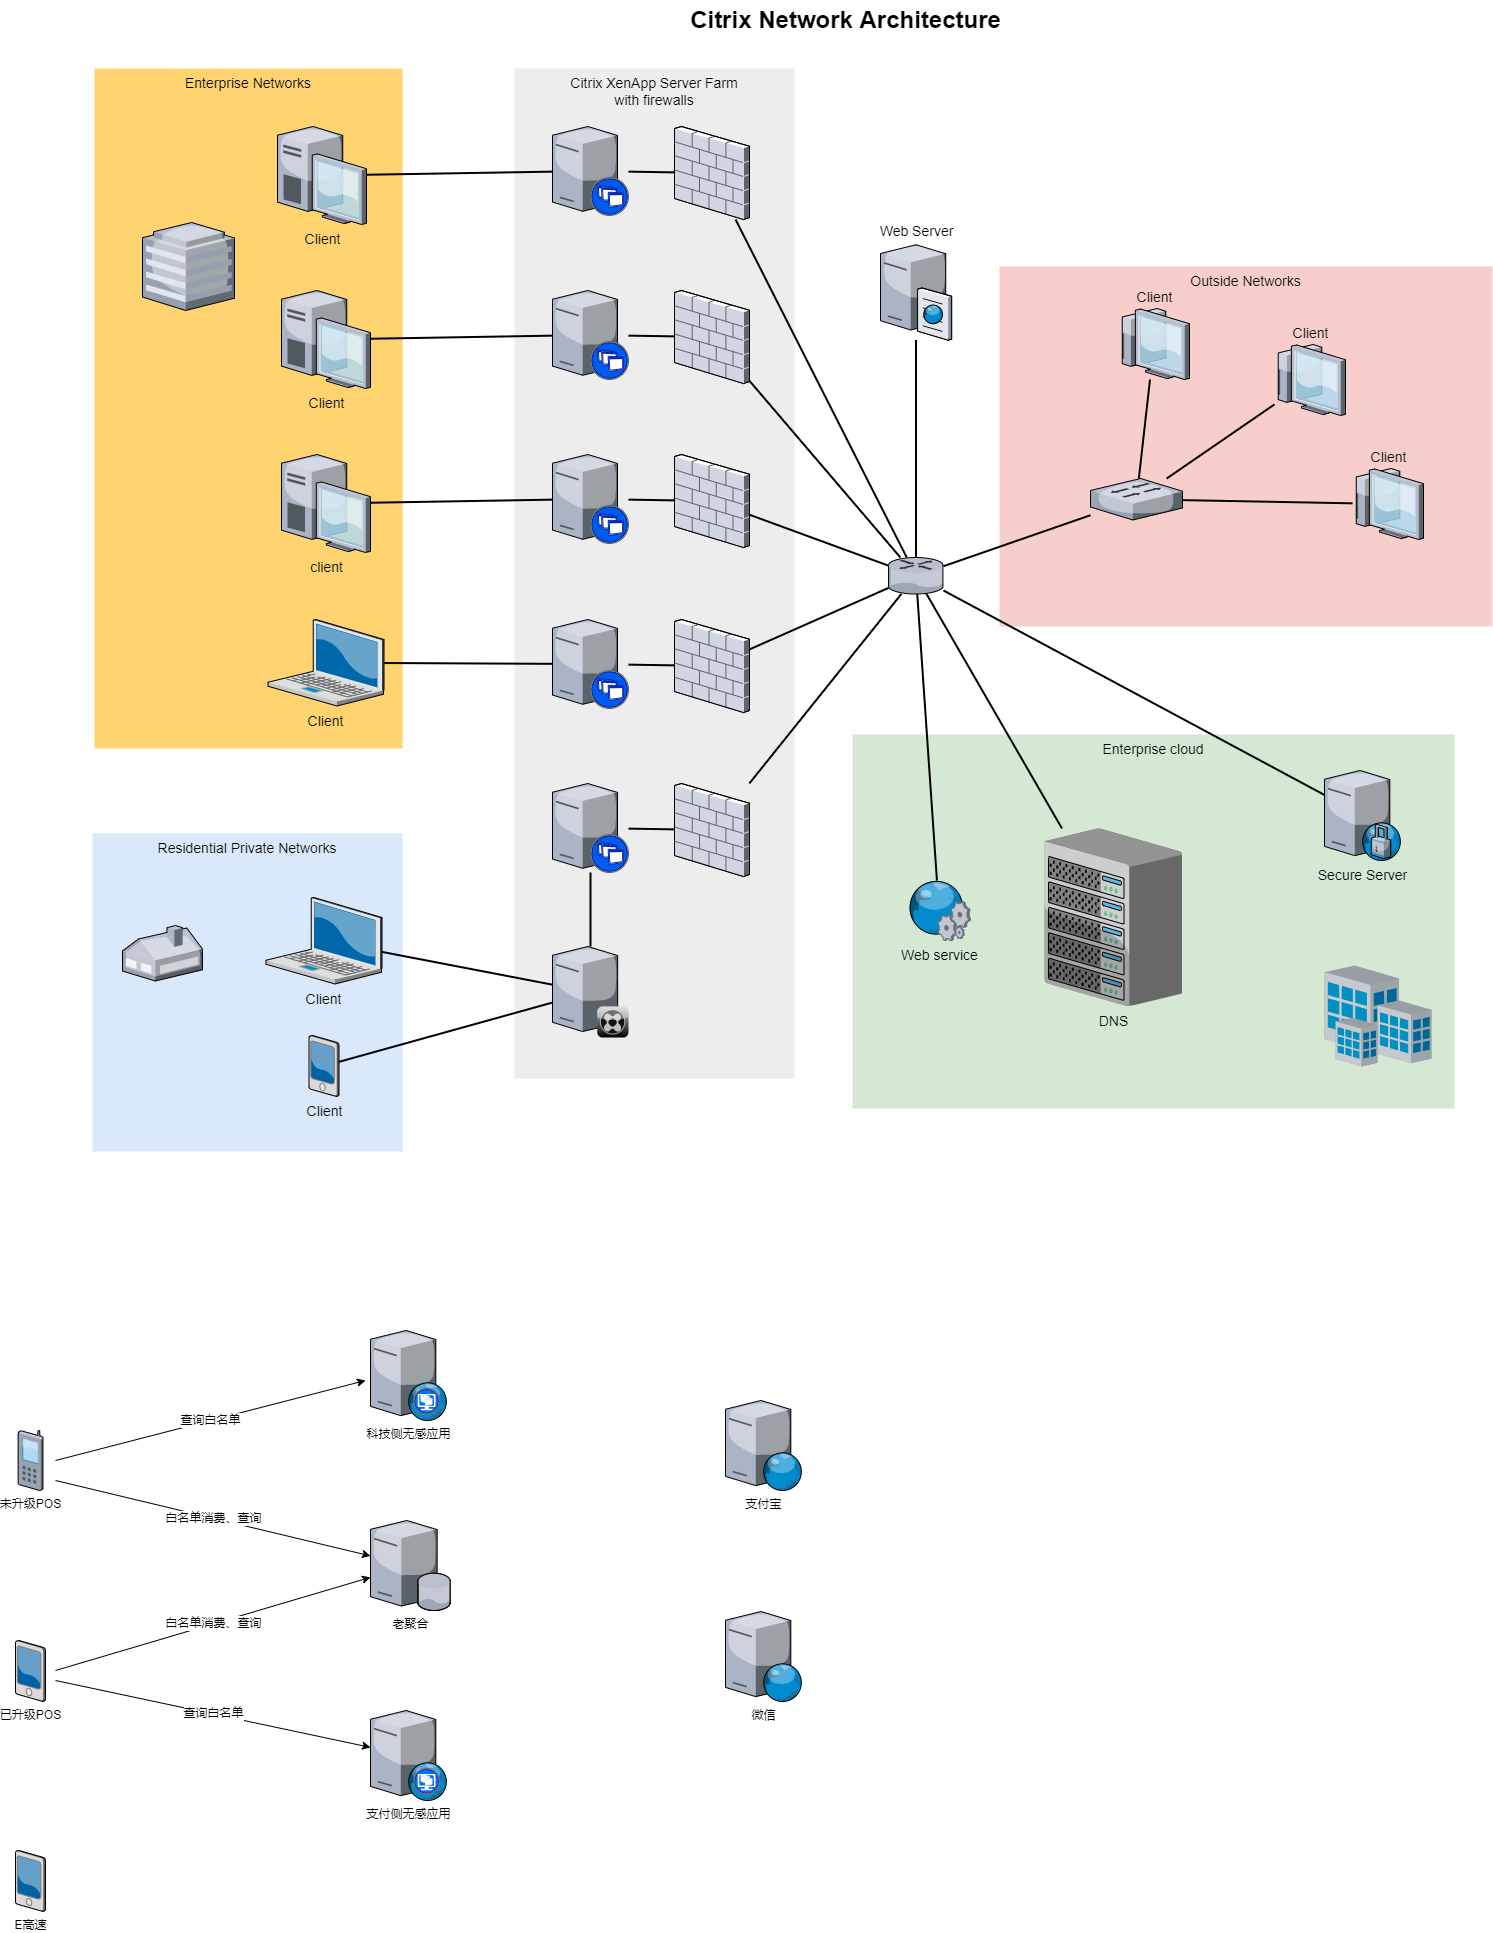 Citrix Network Architecture
Enterprise Networks
Citrix XenApp Server Farm
with firewalls
Client
Web Server
Outside Networks
Client
Client
Client
Client
client
Client
Enterprise cloud
Residential Private Networks
Secure Server
Web service
Client
DNS
Client
查询白名单
科技侧无感应用
未升级POS
支付宝
白名单消费、查询
白名单消费、查询
老聚合
已升级POS
查询白名单
微信
支付侧无感应用
E高速